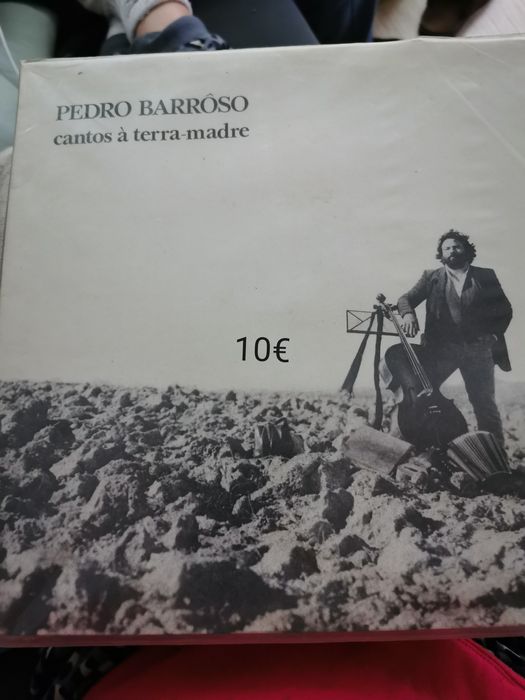 PEDRO BARRÔSO
cantos à terra-madre
10€